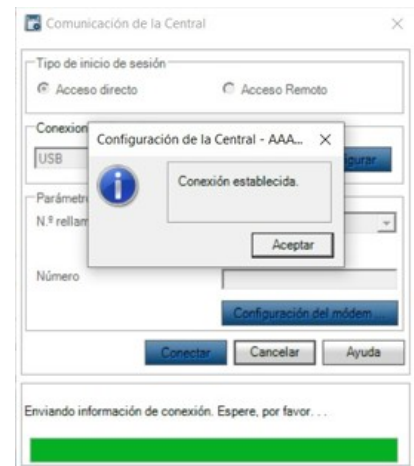 Comunicación de la Central
Tipo de inicio de sesión
Acceso directo
Acceso Remoto
Conexion
Configuración de la Central - AAA...
USB
Conexión establecida.
Aceptar
N.º rellam
Número
Configuración del módem ...
Conectar
Cancelar
Ayuda
Enviando información de conexión. Espere, por favor. . .